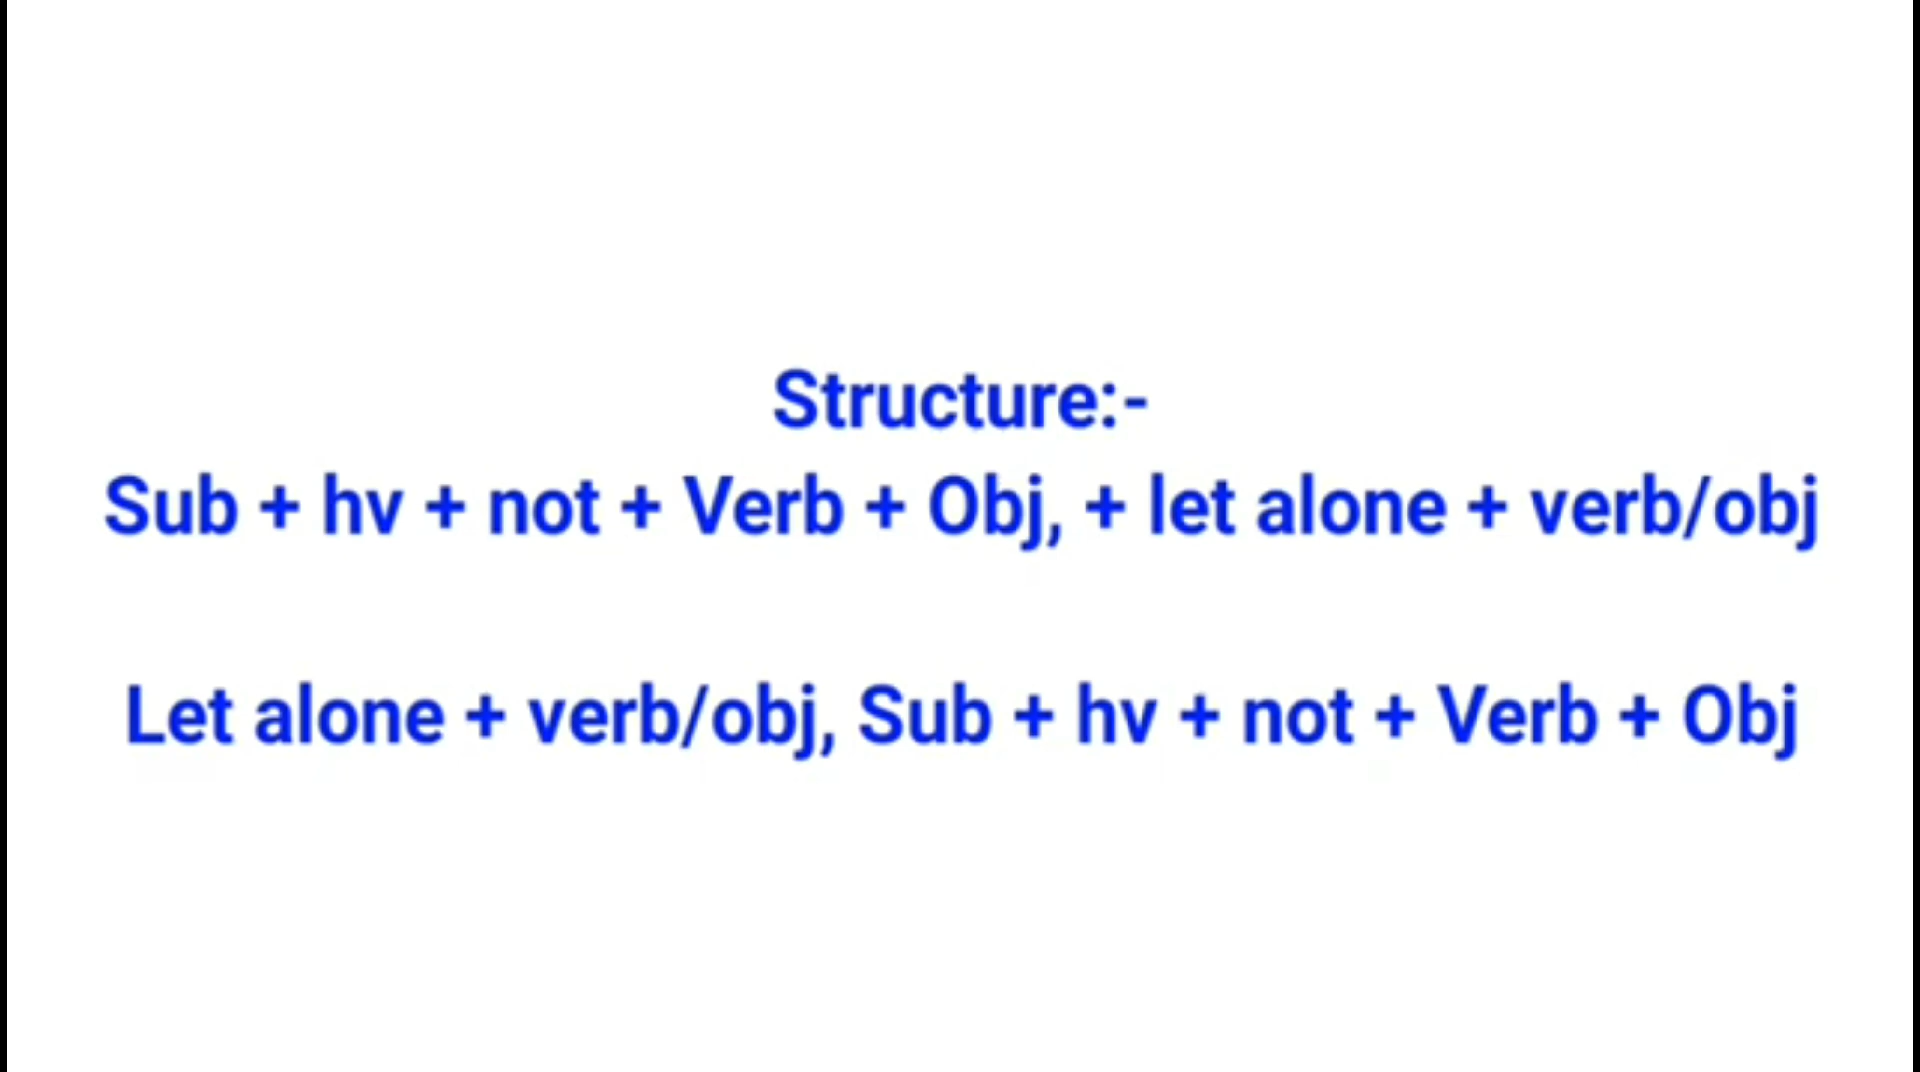 Structure:-
Sub + hv + not + Verb + Obj, + let alone + verb/obj
Let alone + verb/obj, Sub + hv + not + Verb + Obj